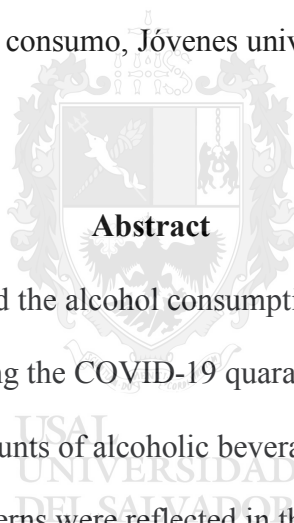 consumo, Jóvenes univ
Abstract
d the alcohol consumpti
ng the COVID-19 quara
unts of alcoholic bevera
USAL
UNIVERSIDAD
DEL SALVADOR
erns were reflected in th